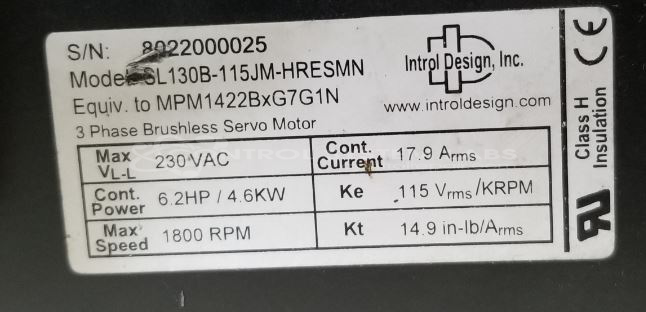 S/N: 8022000025
Model SL130B-115JM-HRESMN
Equiv. to MPM1422BxG7G1N
3 Phase Brushless Servo Motor
Introl Design, Inc.
www.introldesign.com
Max VL-L 230 VAC
Cont. Current 17.9 Arms
Cont. Power 6.2HP / 4.6KW
Ke .115 Vrms/KRPM
Max Speed 1800 RPM
Kt 14.9 in-lb/Arms
Class H
Insulation
CE